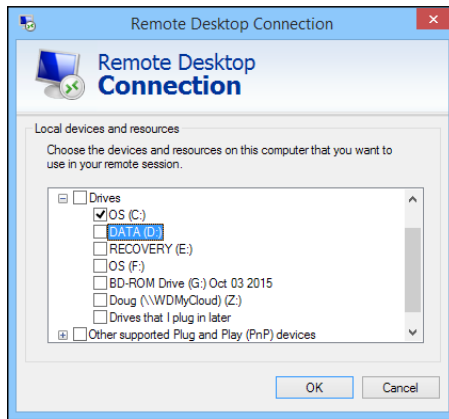 Remote Desktop Connection
Remote Desktop
Connection
Local devices and resources
Choose the devices and resources on this computer that you want to
use in your remote session.
Drives
OS (C:)
DATA (D:)
RECOVERY (E:)
OS (F:)
BD-ROM Drive (G:) Oct 03 2015
Doug (\\WDMyCloud) (Z:)
Drives that I plug in later
Other supported Plug and Play (PnP) devices
OK Cancel